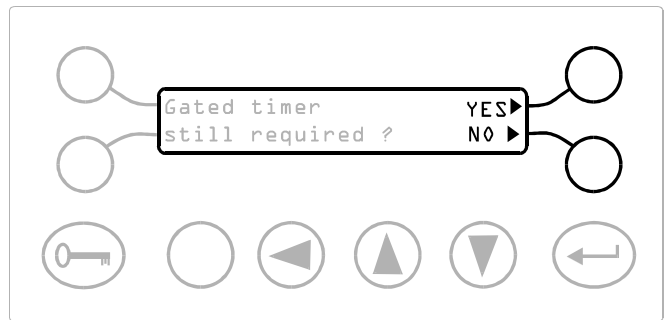 Gated timer YES
still required ? NO